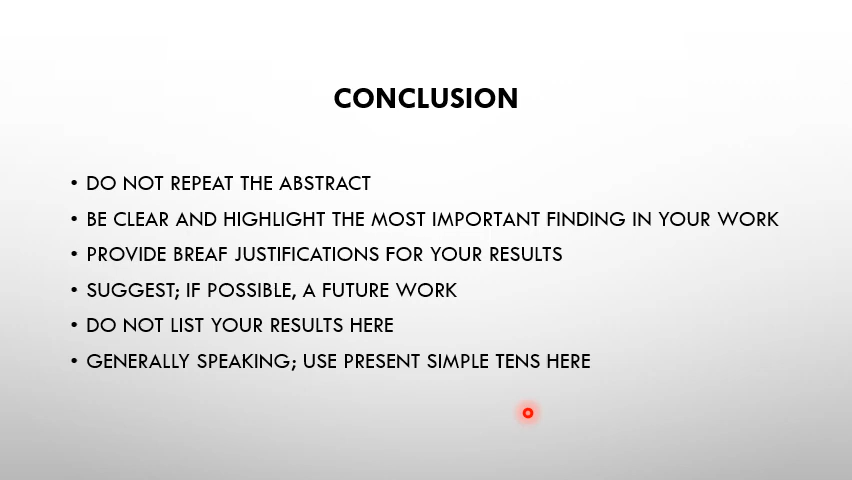 CONCLUSION
• DO NOT REPEAT THE ABSTRACT
• BE CLEAR AND HIGHLIGHT THE MOST IMPORTANT FINDING IN YOUR WORK
• PROVIDE BREAF JUSTIFICATIONS FOR YOUR RESULTS
• SUGGEST; IF POSSIBLE, A FUTURE WORK
• DO NOT LIST YOUR RESULTS HERE
• GENERALLY SPEAKING; USE PRESENT SIMPLE TENS HERE